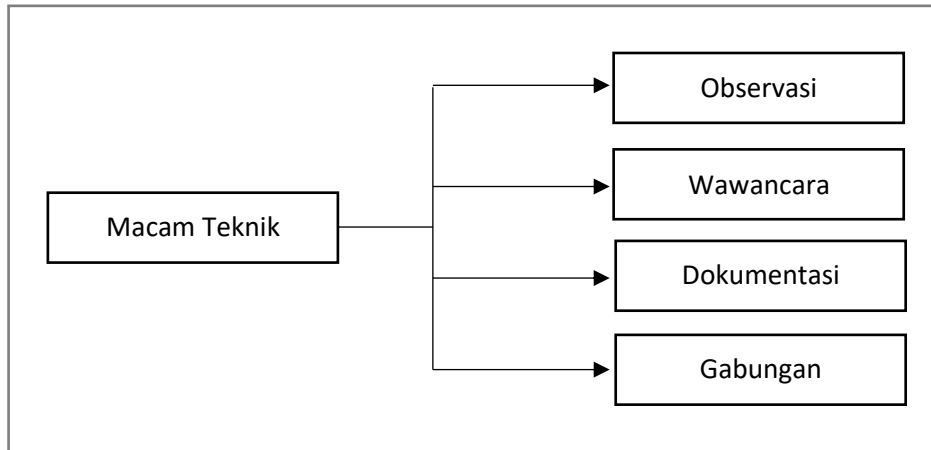 Observasi
Wawancara
Macam Teknik
Dokumentasi
Gabungan